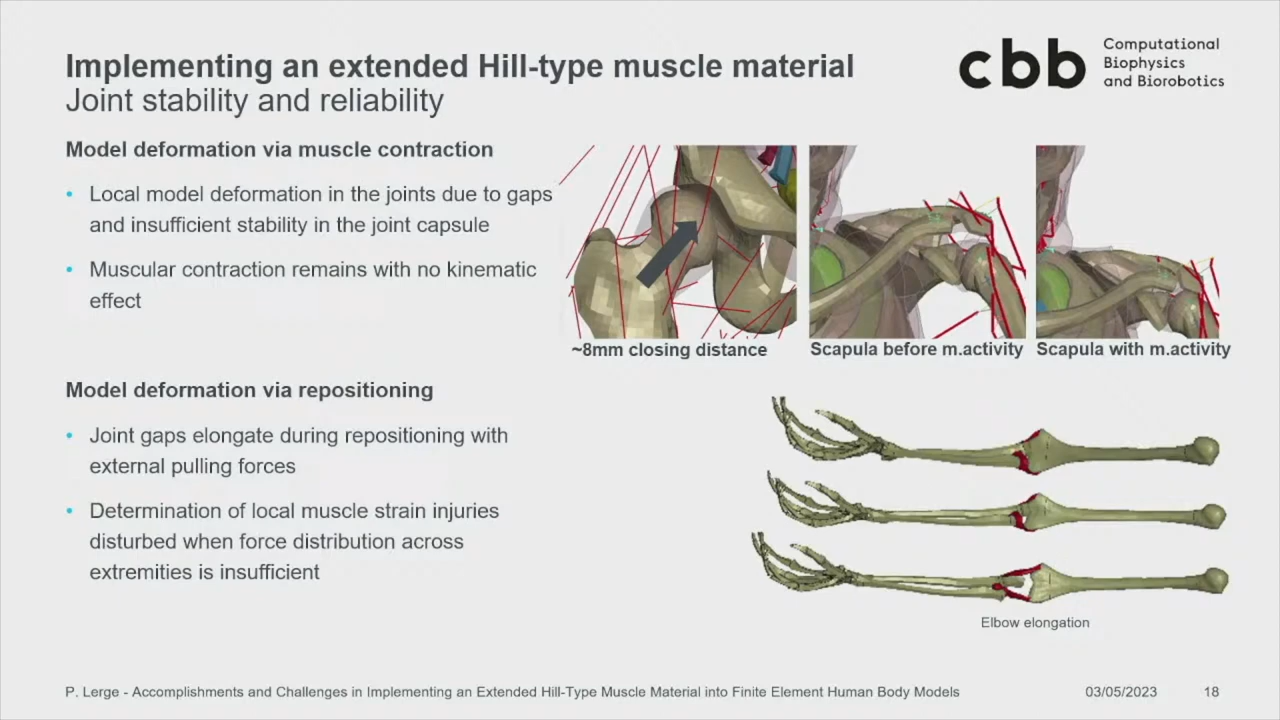 Implementing an extended Hill-type muscle material
Joint stability and reliability
cbb
Computational
Biophysics
and Biorobotics
Model deformation via muscle contraction
• Local model deformation in the joints due to gaps
and insufficient stability in the joint capsule
• Muscular contraction remains with no kinematic
effect
~8mm closing distance
Scapula before m.activity
Scapula with m.activity
Model deformation via repositioning
• Joint gaps elongate during repositioning with
external pulling forces
• Determination of local muscle strain injuries
disturbed when force distribution across
extremities is insufficient
Elbow elongation
P. Lerge - Accomplishments and Challenges in Implementing an Extended Hill-Type Muscle Material into Finite Element Human Body Models
03/05/2023
18